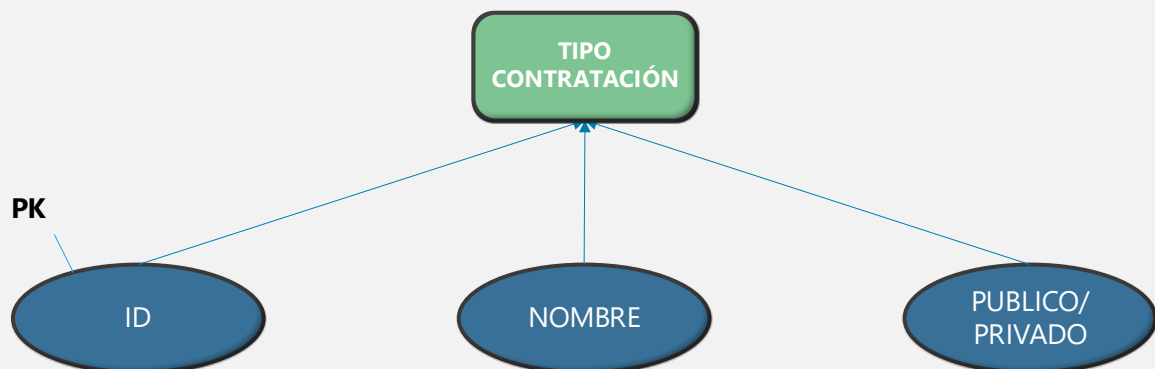 TIPO
CONTRATACIÓN
PK
ID
NOMBRE
PUBLICO/
PRIVADO